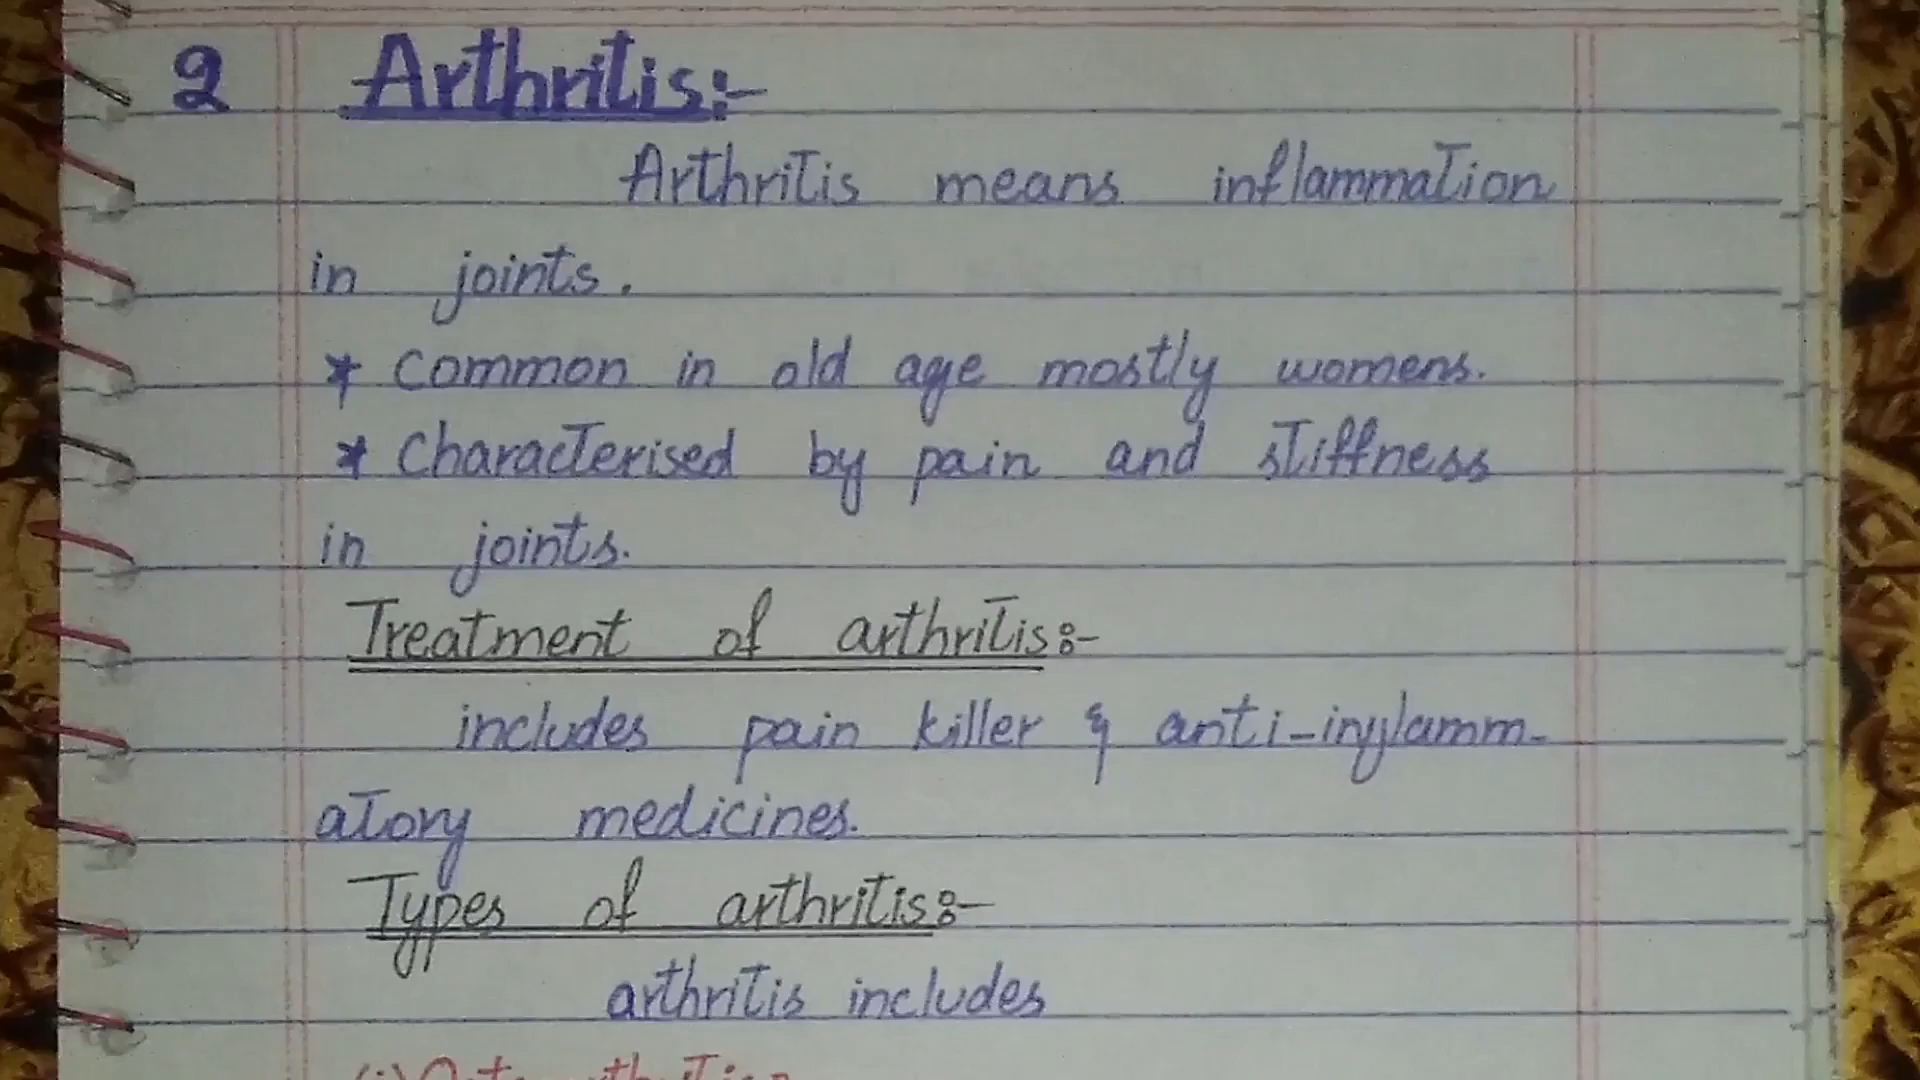 2 Arthritis:-
Arthritis means inflammation
in joints.
* Common in old age mostly womens.
* Characterised by pain and stiffness
in joints.
Treatment of arthritis:-
includes pain killer & anti-inflamm-
atory medicines.
Types of arthritis:-
arthritis includes